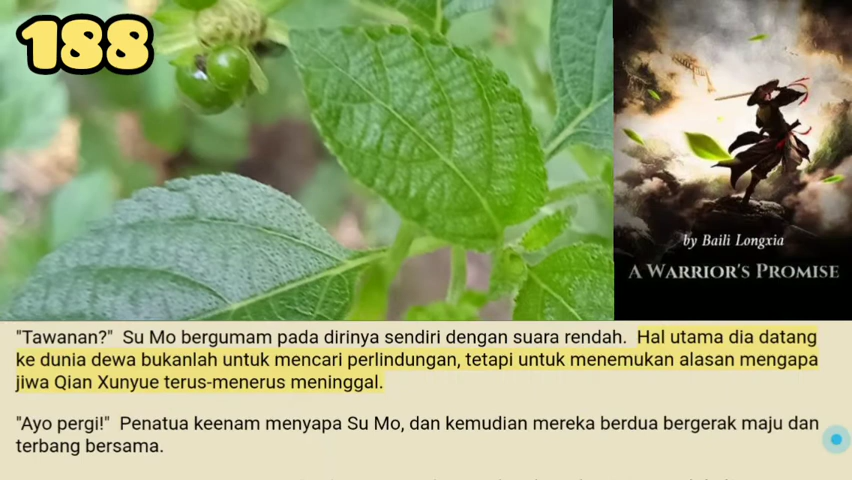 188
by Baili Longxia
A WARRIOR'S PROMISE
"Tawanan?" Su Mo bergumam pada dirinya sendiri dengan suara rendah. Hal utama dia datang
ke dunia dewa bukanlah untuk mencari perlindungan, tetapi untuk menemukan alasan mengapa
jiwa Qian Xunyue terus-menerus meninggal.
"Ayo pergi!" Penatua keenam menyapa Su Mo, dan kemudian mereka berdua bergerak maju dan
terbang bersama.